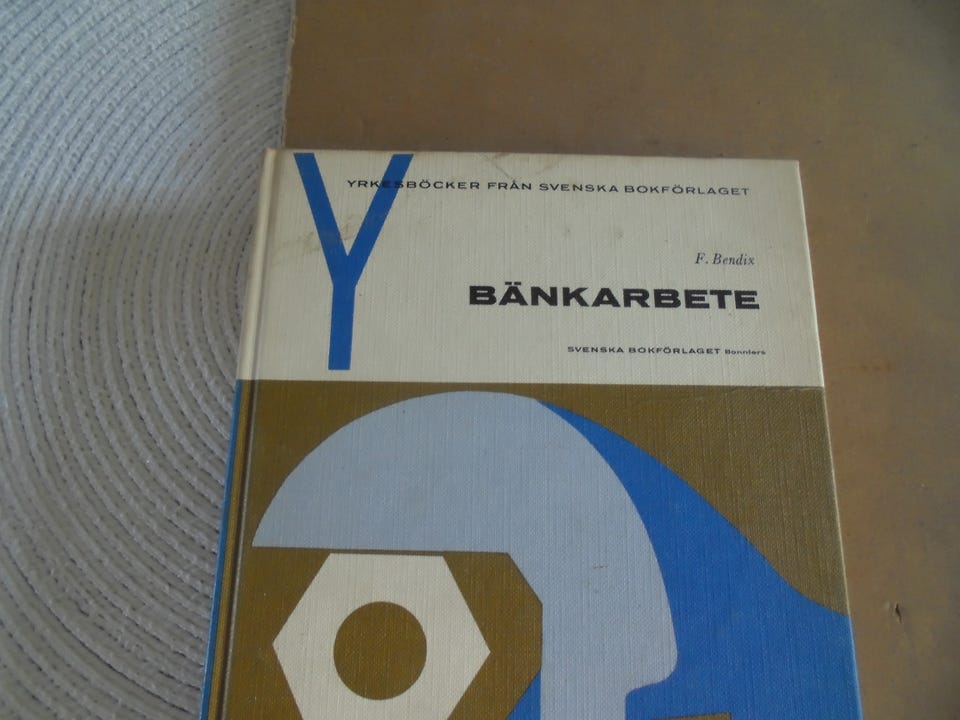 Y
YRKESBÖCKER FRÅN SVENSKA BOKFÖRLAGET
F. Bendix
BÄNKARBETE
SVENSKA BOKFÖRLAGET Bonniers